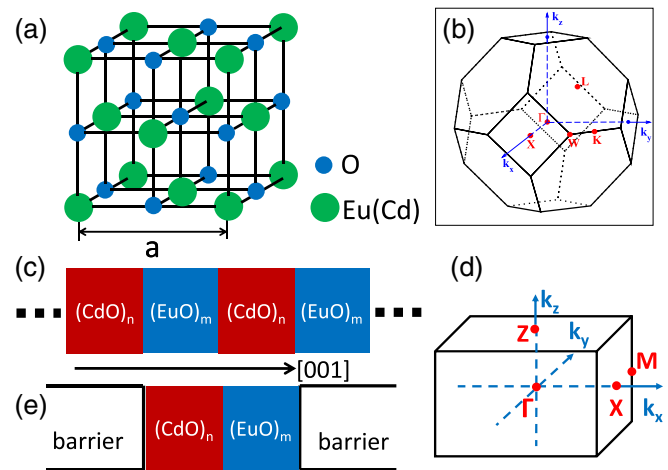 (a)
O
Eu(Cd)
a
(b)
k_z
L
Γ
k_y
X
W
K
k_x
(c)
(CdO)_n (EuO)_m (CdO)_n (EuO)_m
[001]
(d)
k_z
Z
k_y
M
Γ
X
k_x
(e)
barrier (CdO)_n (EuO)_m barrier